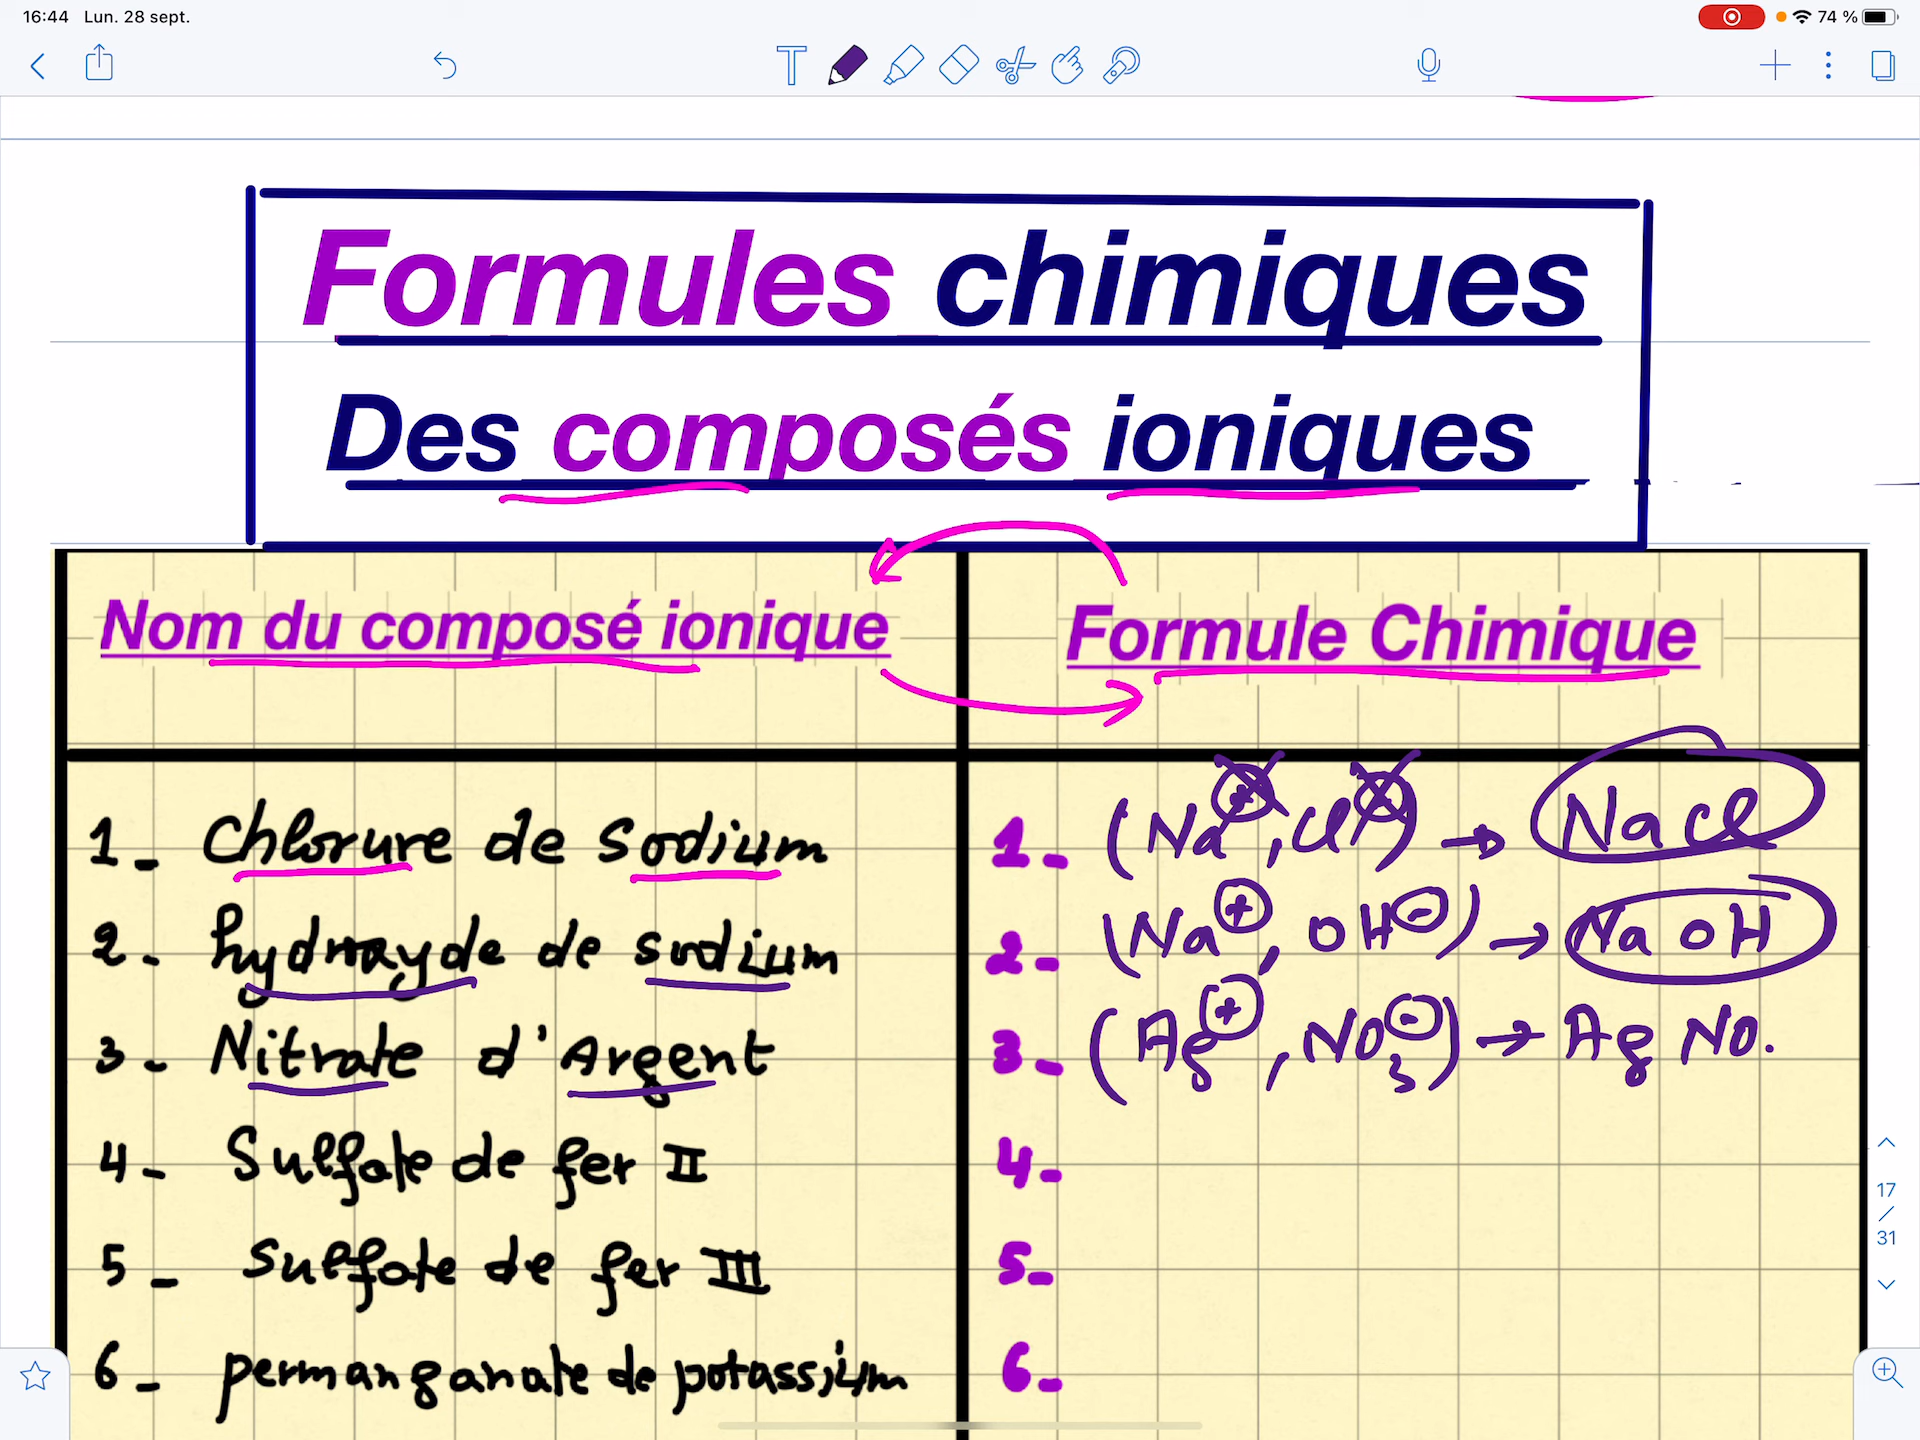 16:44 Lun. 28 sept. 74 %
Formules chimiques
Des composés ioniques
Nom du composé ionique
Formule Chimique
1- Chlorure de sodium
1- (Na⁺, Cl⁻) → NaCl
2- hydroxyde de sodium
2- (Na⁺, OH⁻) → NaOH
3- Nitrate d'Argent
3- (Ag⁺, NO₃⁻) → Ag NO.
4- Sulfate de fer II
4-
5- Sulfate de fer III
5-
6- permanganate de potassium
6-
17
/
31